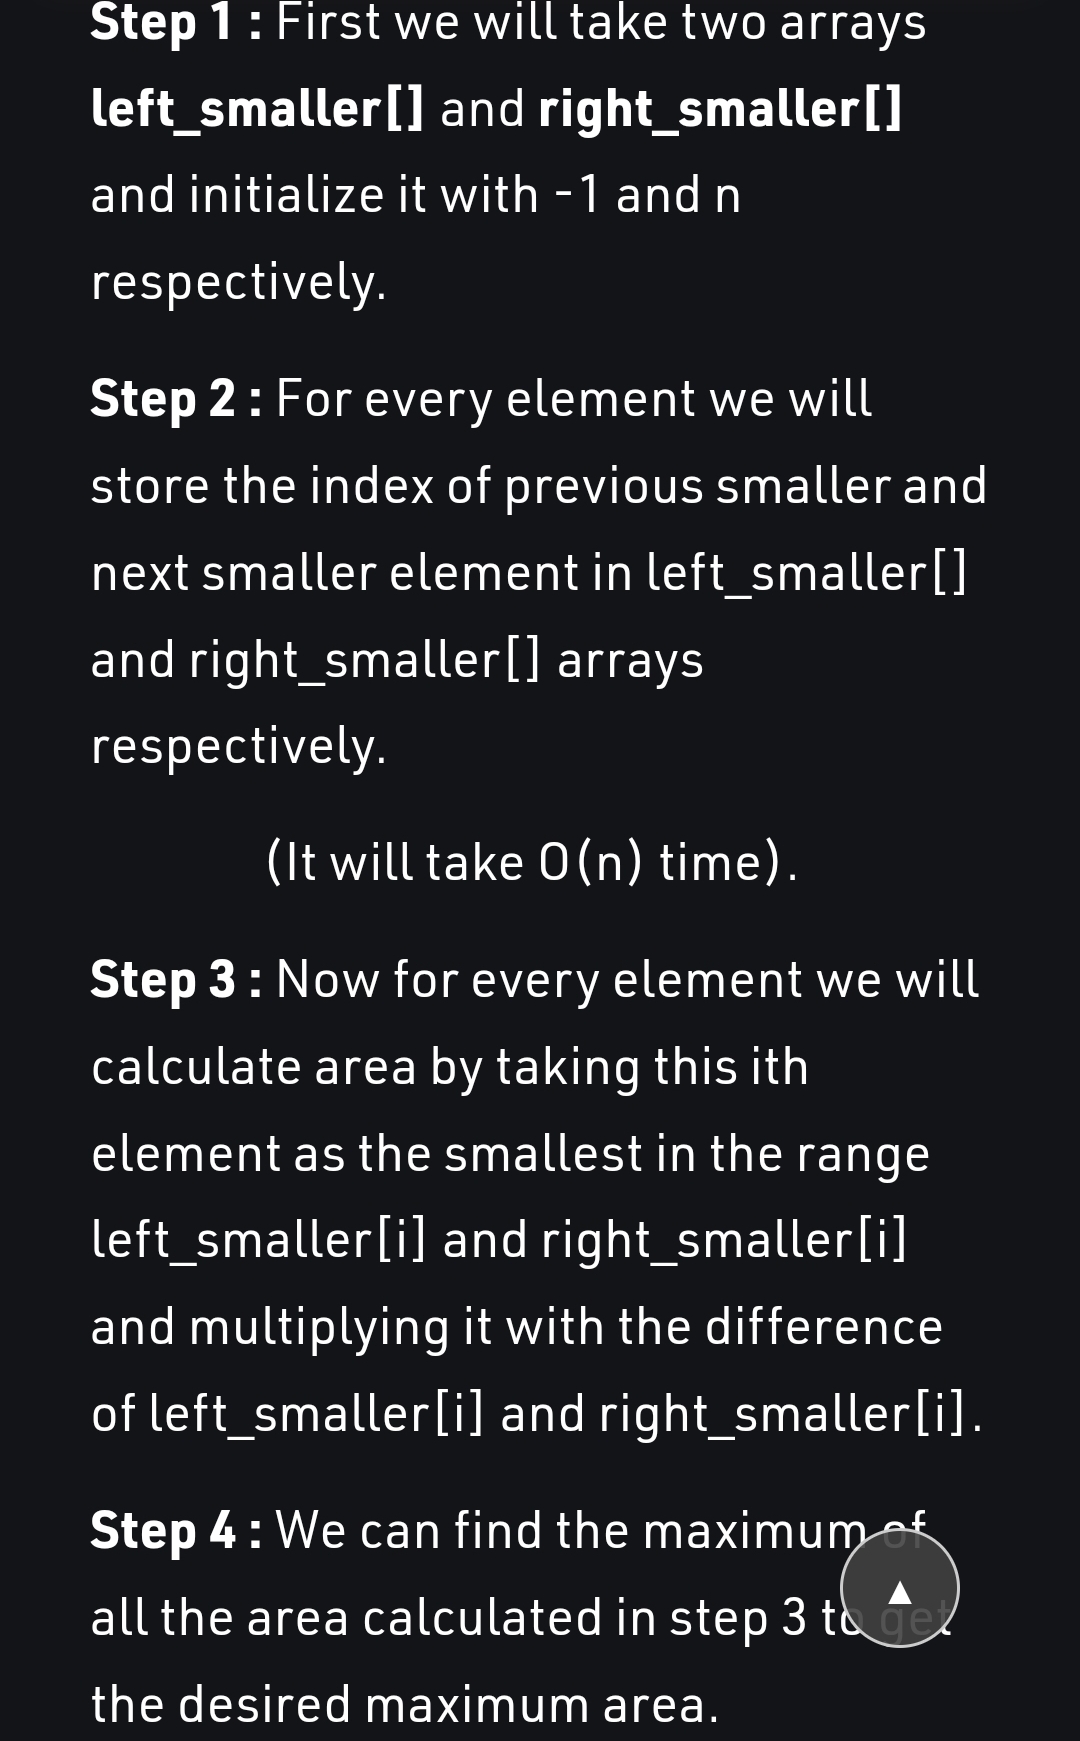 Step 1 : First we will take two arrays
left_smaller[] and right_smaller[]
and initialize it with -1 and n
respectively.
Step 2 : For every element we will
store the index of previous smaller and
next smaller element in left_smaller[]
and right_smaller[] arrays
respectively.
(It will take O(n) time).
Step 3 : Now for every element we will
calculate area by taking this ith
element as the smallest in the range
left_smaller[i] and right_smaller[i]
and multiplying it with the difference
of left_smaller[i] and right_smaller[i].
Step 4 : We can find the maximum of
all the area calculated in step 3 to get
the desired maximum area.